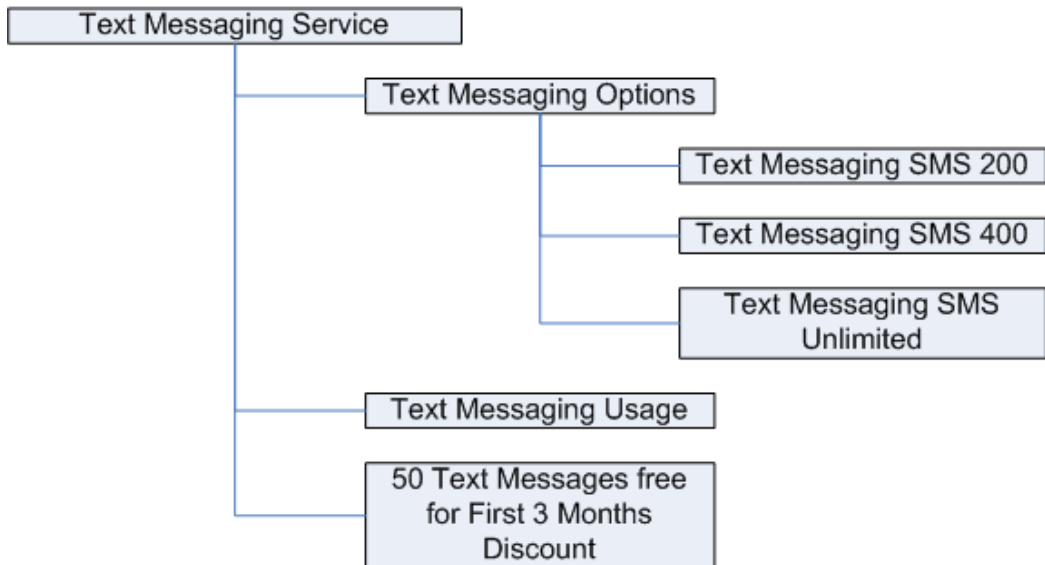 Text Messaging Service
Text Messaging Options
Text Messaging SMS 200
Text Messaging SMS 400
Text Messaging SMS
Unlimited
Text Messaging Usage
50 Text Messages free
for First 3 Months
Discount